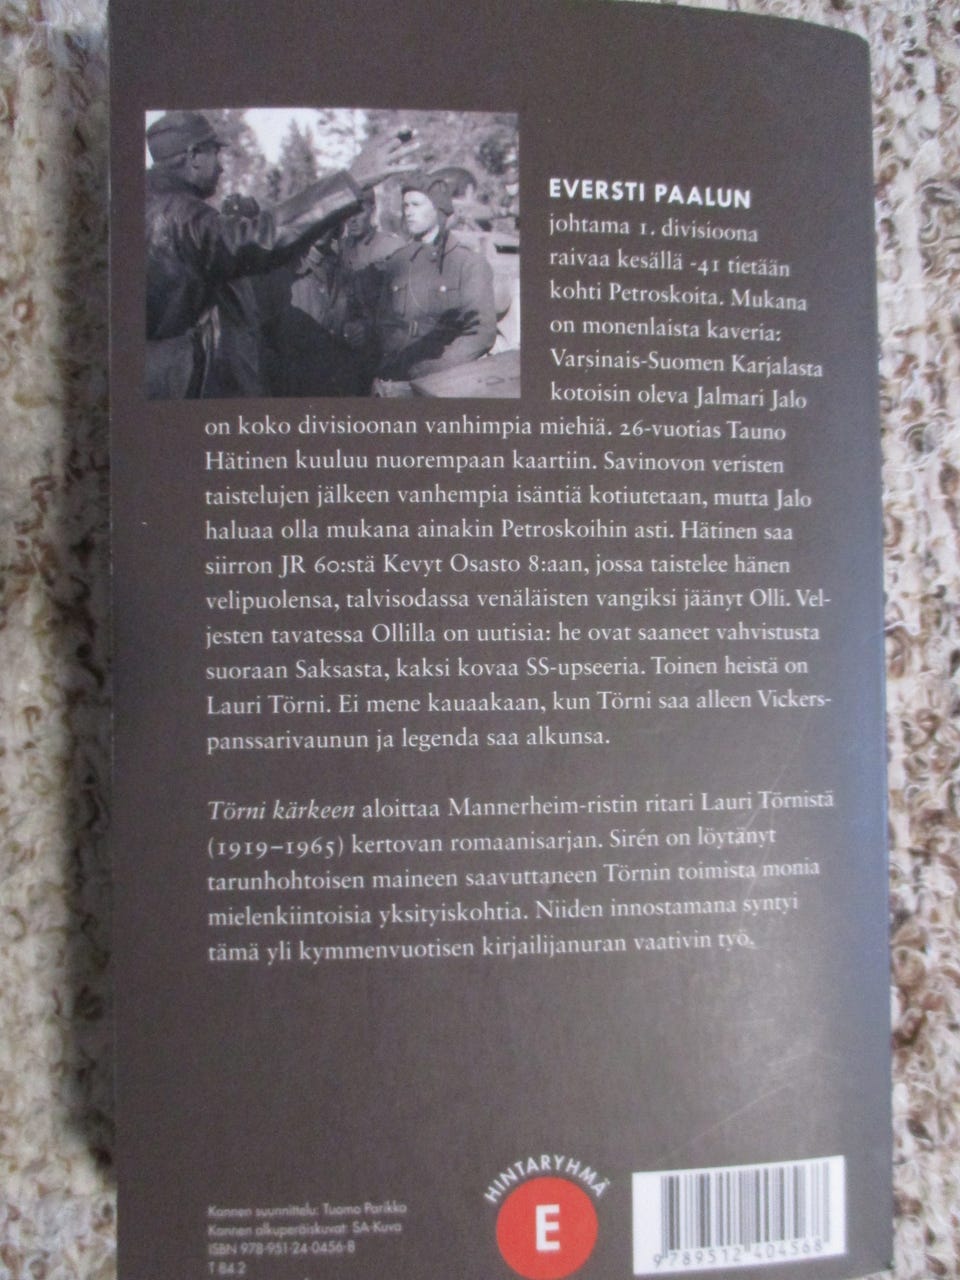 EVERSTI PAALUN
johtama 1. divisioona
raivaa kesällä -41 tietään
kohti Petroskoita. Mukana
on monenlaista kaveria:
Varsinais-Suomen Karjalasta
kotoisin oleva Jalmari Jalo
on koko divisioonan vanhimpia miehiä. 26-vuotias Tauno
Hätinen kuuluu nuorempaan kaartiin. Savinovon veristen
taistelujen jälkeen vanhempia isäntiä kotiutetaan, mutta Jalo
haluaa olla mukana ainakin Petroskoihin asti. Hätinen saa
siirron JR 60:stä Kevyt Osasto 8:aan, jossa taistelee hänen
velipuolensa, talvisodassa venäläisten vangiksi jäänyt Olli. Vel-
jesten tavatessa Ollilla on uutisia: he ovat saaneet vahvistusta
suoraan Saksasta, kaksi kovaa SS-upseeria. Toinen heistä on
Lauri Törni. Ei mene kauaakaan, kun Törni saa alleen Vickers-
panssarivaunun ja legenda saa alkunsa.
Törni kärkeen aloittaa Mannerheim-ristin ritari Lauri Törnistä
(1919–1965) kertovan romaanisarjan. Sirén on löytänyt
tarunhohtoisen maineen saavuttaneen Törnin toimista monia
mielenkiintoisia yksityiskohtia. Niiden innostamana syntyi
tämä yli kymmenvuotisen kirjailijanuran vaativin työ.
HINTARYHMÄ
E
Kannen suunnittelu: Tuomo Parikka
Kannen alkuperäiskuvat: SA-Kuva
ISBN 978-951-24-0456-8
T 84.2
9 789512 404568